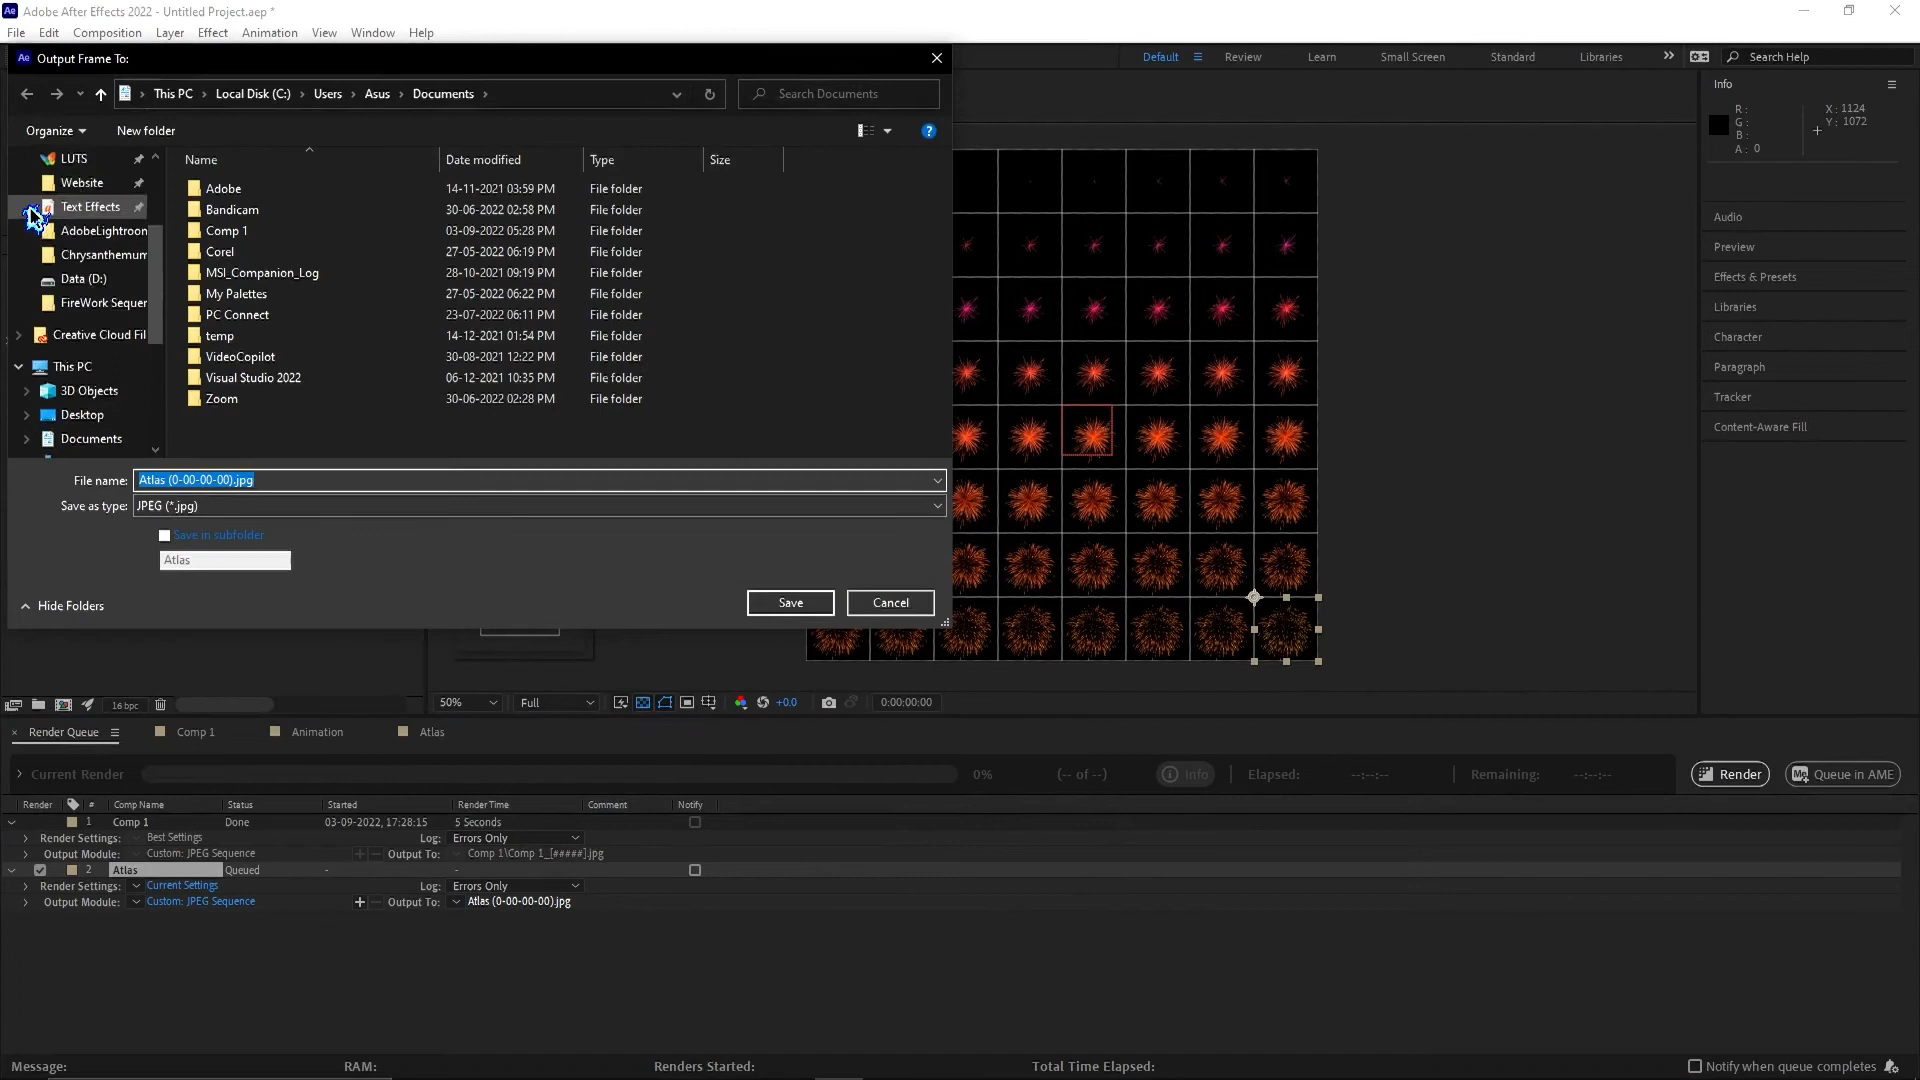 Adobe After Effects 2022 - Untitled Project.aep *
File Edit Composition Layer Effect Animation View Window Help
Output Frame To:
Default Review Learn Small Screen Standard Libraries Search Help
This PC Local Disk (C:) Users Asus Documents Search Documents
Organize New folder
Name Date modified Type Size
LUTS
Website
Text Effects
AdobeLightroon
Chrysanthemum
Data (D:)
FireWork Sequer
Creative Cloud Fil
This PC
3D Objects
Desktop
Documents
Adobe 14-11-2021 03:59 PM File folder
Bandicam 30-06-2022 02:58 PM File folder
Comp 1 03-09-2022 05:28 PM File folder
Corel 27-05-2022 06:19 PM File folder
MSI_Companion_Log 28-10-2021 09:19 PM File folder
My Palettes 27-05-2022 06:22 PM File folder
PC Connect 23-07-2022 06:11 PM File folder
temp 14-12-2021 01:54 PM File folder
VideoCopilot 30-08-2021 12:22 PM File folder
Visual Studio 2022 06-12-2021 10:35 PM File folder
Zoom 30-06-2022 02:28 PM File folder
File name: Atlas (0-00-00-00).jpg
Save as type: JPEG (*.jpg)
Save in subfolder
Atlas
Hide Folders Save Cancel
Info
R : X : 1124
G : Y : 1072
B :
A : 0
Audio
Preview
Effects & Presets
Libraries
Character
Paragraph
Tracker
Content-Aware Fill
16 bpc 50% Full +0.0 0:00:00:00
Render Queue Comp 1 Animation Atlas
Current Render 0% (-- of --) Info Elapsed: --:--:-- Remaining: --:--:-- Render Queue in AME
Render # Comp Name Status Started Render Time Comment Notify
1 Comp 1 Done 03-09-2022, 17:28:15 5 Seconds
Render Settings: Best Settings Log: Errors Only
Output Module: Custom: JPEG Sequence Output To: Comp 1\Comp 1_[#####].jpg
2 Atlas Queued - -
Render Settings: Current Settings Log: Errors Only
Output Module: Custom: JPEG Sequence Output To: Atlas (0-00-00-00).jpg
Message: RAM: Renders Started: Total Time Elapsed: Notify when queue completes